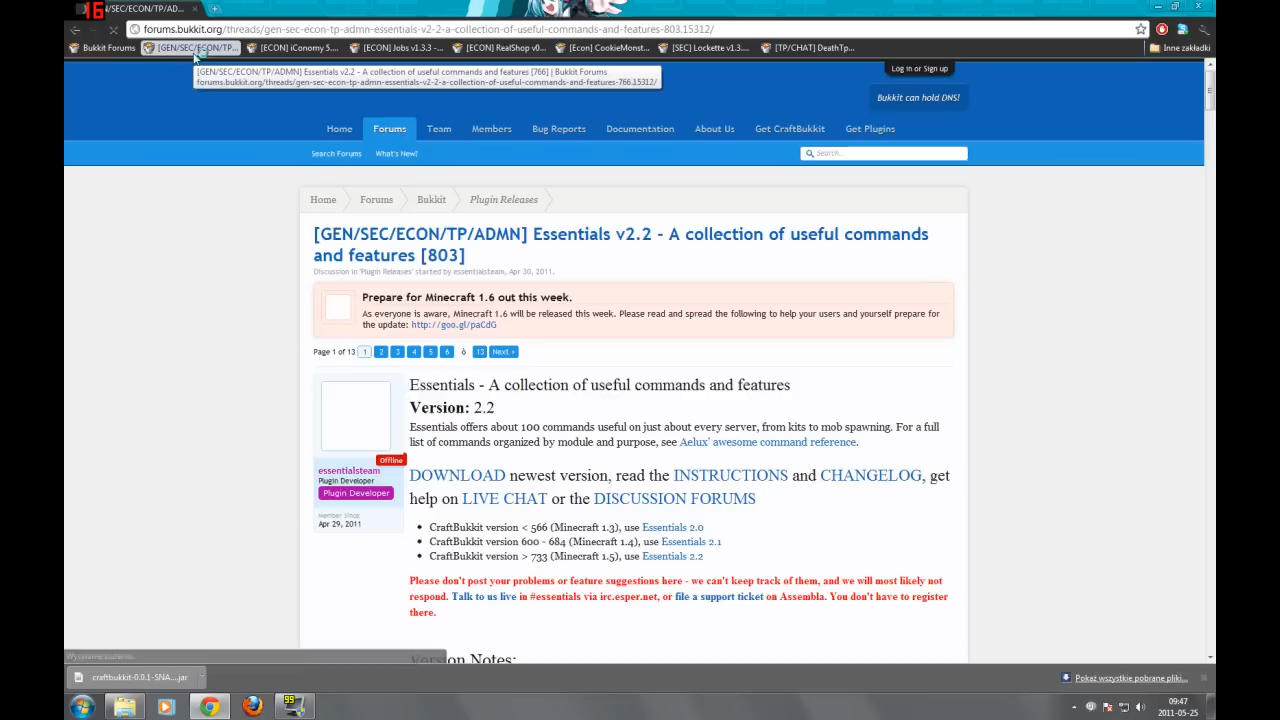 16
/SEC/ECON/TP/AD...
forums.bukkit.org/threads/gen-sec-econ-tp-admn-essentials-v2-2-a-collection-of-useful-commands-and-features-803.15312/
Bukkit Forums
[GEN/SEC/ECON/TP...
[ECON] iConomy 5....
[ECON] Jobs v1.3.3 -...
[ECON] RealShop v0...
[Econ] CookieMonst...
[SEC] Lockette v1.3....
[TP/CHAT] DeathTp...
Inne zakładki
[GEN/SEC/ECON/TP/ADMN] Essentials v2.2 - A collection of useful commands and features [766] | Bukkit Forums
forums.bukkit.org/threads/gen-sec-econ-tp-admn-essentials-v2-2-a-collection-of-useful-commands-and-features-766.15312/
Log in or Sign up
Bukkit can hold DNS!
Home
Forums
Team
Members
Bug Reports
Documentation
About Us
Get CraftBukkit
Get Plugins
Search Forums
What's New?
Search...
Home
Forums
Bukkit
Plugin Releases
[GEN/SEC/ECON/TP/ADMN] Essentials v2.2 - A collection of useful commands
and features [803]
Discussion in 'Plugin Releases' started by essentialsteam, Apr 30, 2011.
Prepare for Minecraft 1.6 out this week.
As everyone is aware, Minecraft 1.6 will be released this week. Please read and spread the following to help your users and yourself prepare for
the update: http://goo.gl/paCdG
Page 1 of 13 1 2 3 4 5 6 ò 13 Next >
Essentials - A collection of useful commands and features
Version: 2.2
Essentials offers about 100 commands useful on just about every server, from kits to mob spawning. For a full
list of commands organized by module and purpose, see Aelux' awesome command reference.
Offline
essentialsteam
Plugin Developer
Plugin Developer
Member Since:
Apr 29, 2011
DOWNLOAD newest version, read the INSTRUCTIONS and CHANGELOG, get
help on LIVE CHAT or the DISCUSSION FORUMS
CraftBukkit version < 566 (Minecraft 1.3), use Essentials 2.0
CraftBukkit version 600 - 684 (Minecraft 1.4), use Essentials 2.1
CraftBukkit version > 733 (Minecraft 1.5), use Essentials 2.2
Please don't post your problems or feature suggestions here - we can't keep track of them, and we will most likely not
respond. Talk to us live in #essentials via irc.esper.net, or file a support ticket on Assembla. You don't have to register
there.
Version Notes:
craftbukkit-0.0.1-SNA....jar
Pokaż wszystkie pobrane pliki...
99
09:47
2011-05-25